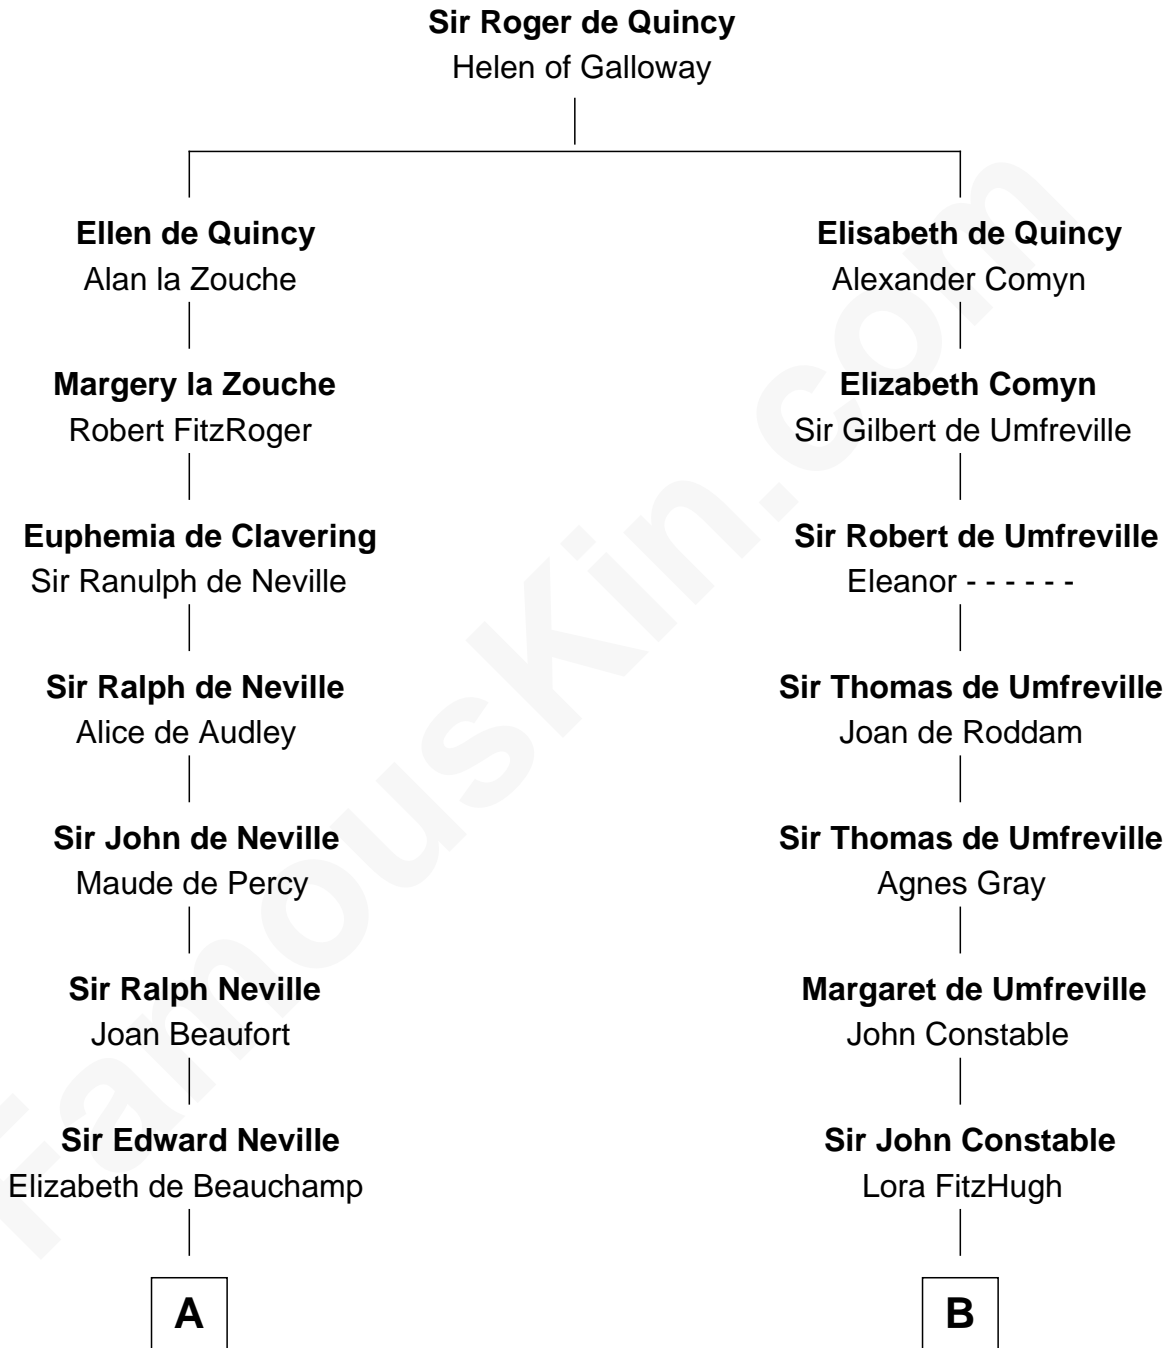 Sir Roger de Quincy
Helen of Galloway
Ellen de Quincy
Alan la Zouche
Elisabeth de Quincy
Alexander Comyn
Margery la Zouche
Robert FitzRoger
Elizabeth Comyn
Sir Gilbert de Umfreville
Euphemia de Clavering
Sir Ranulph de Neville
Sir Robert de Umfreville
Eleanor - - - - - -
Sir Ralph de Neville
Alice de Audley
Sir Thomas de Umfreville
Joan de Roddam
Sir John de Neville
Maude de Percy
Sir Thomas de Umfreville
Agnes Gray
Sir Ralph Neville
Joan Beaufort
Margaret de Umfreville
John Constable
Sir Edward Neville
Elizabeth de Beauchamp
Sir John Constable
Lora FitzHugh
A
B
FamousKin.com